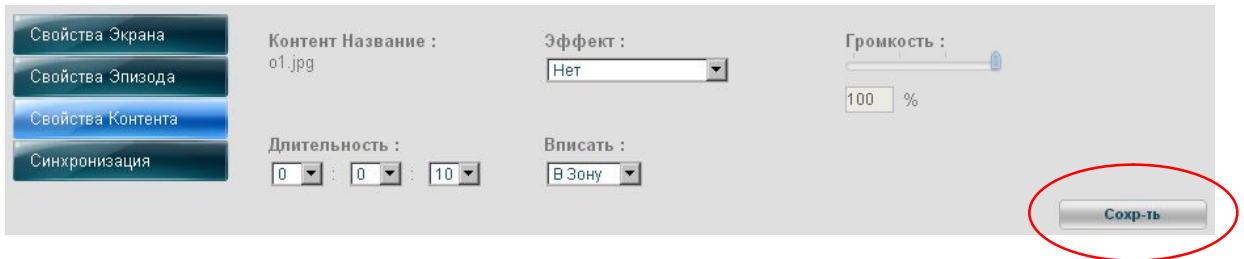 Свойства Экрана
Свойства Эпизода
Свойства Контента
Синхронизация
Контент Название :
o1.jpg
Эффект :
Нет
Громкость :
100 %
Длительность :
0 : 0 : 10
Вписать :
В Зону
Сохр-ть